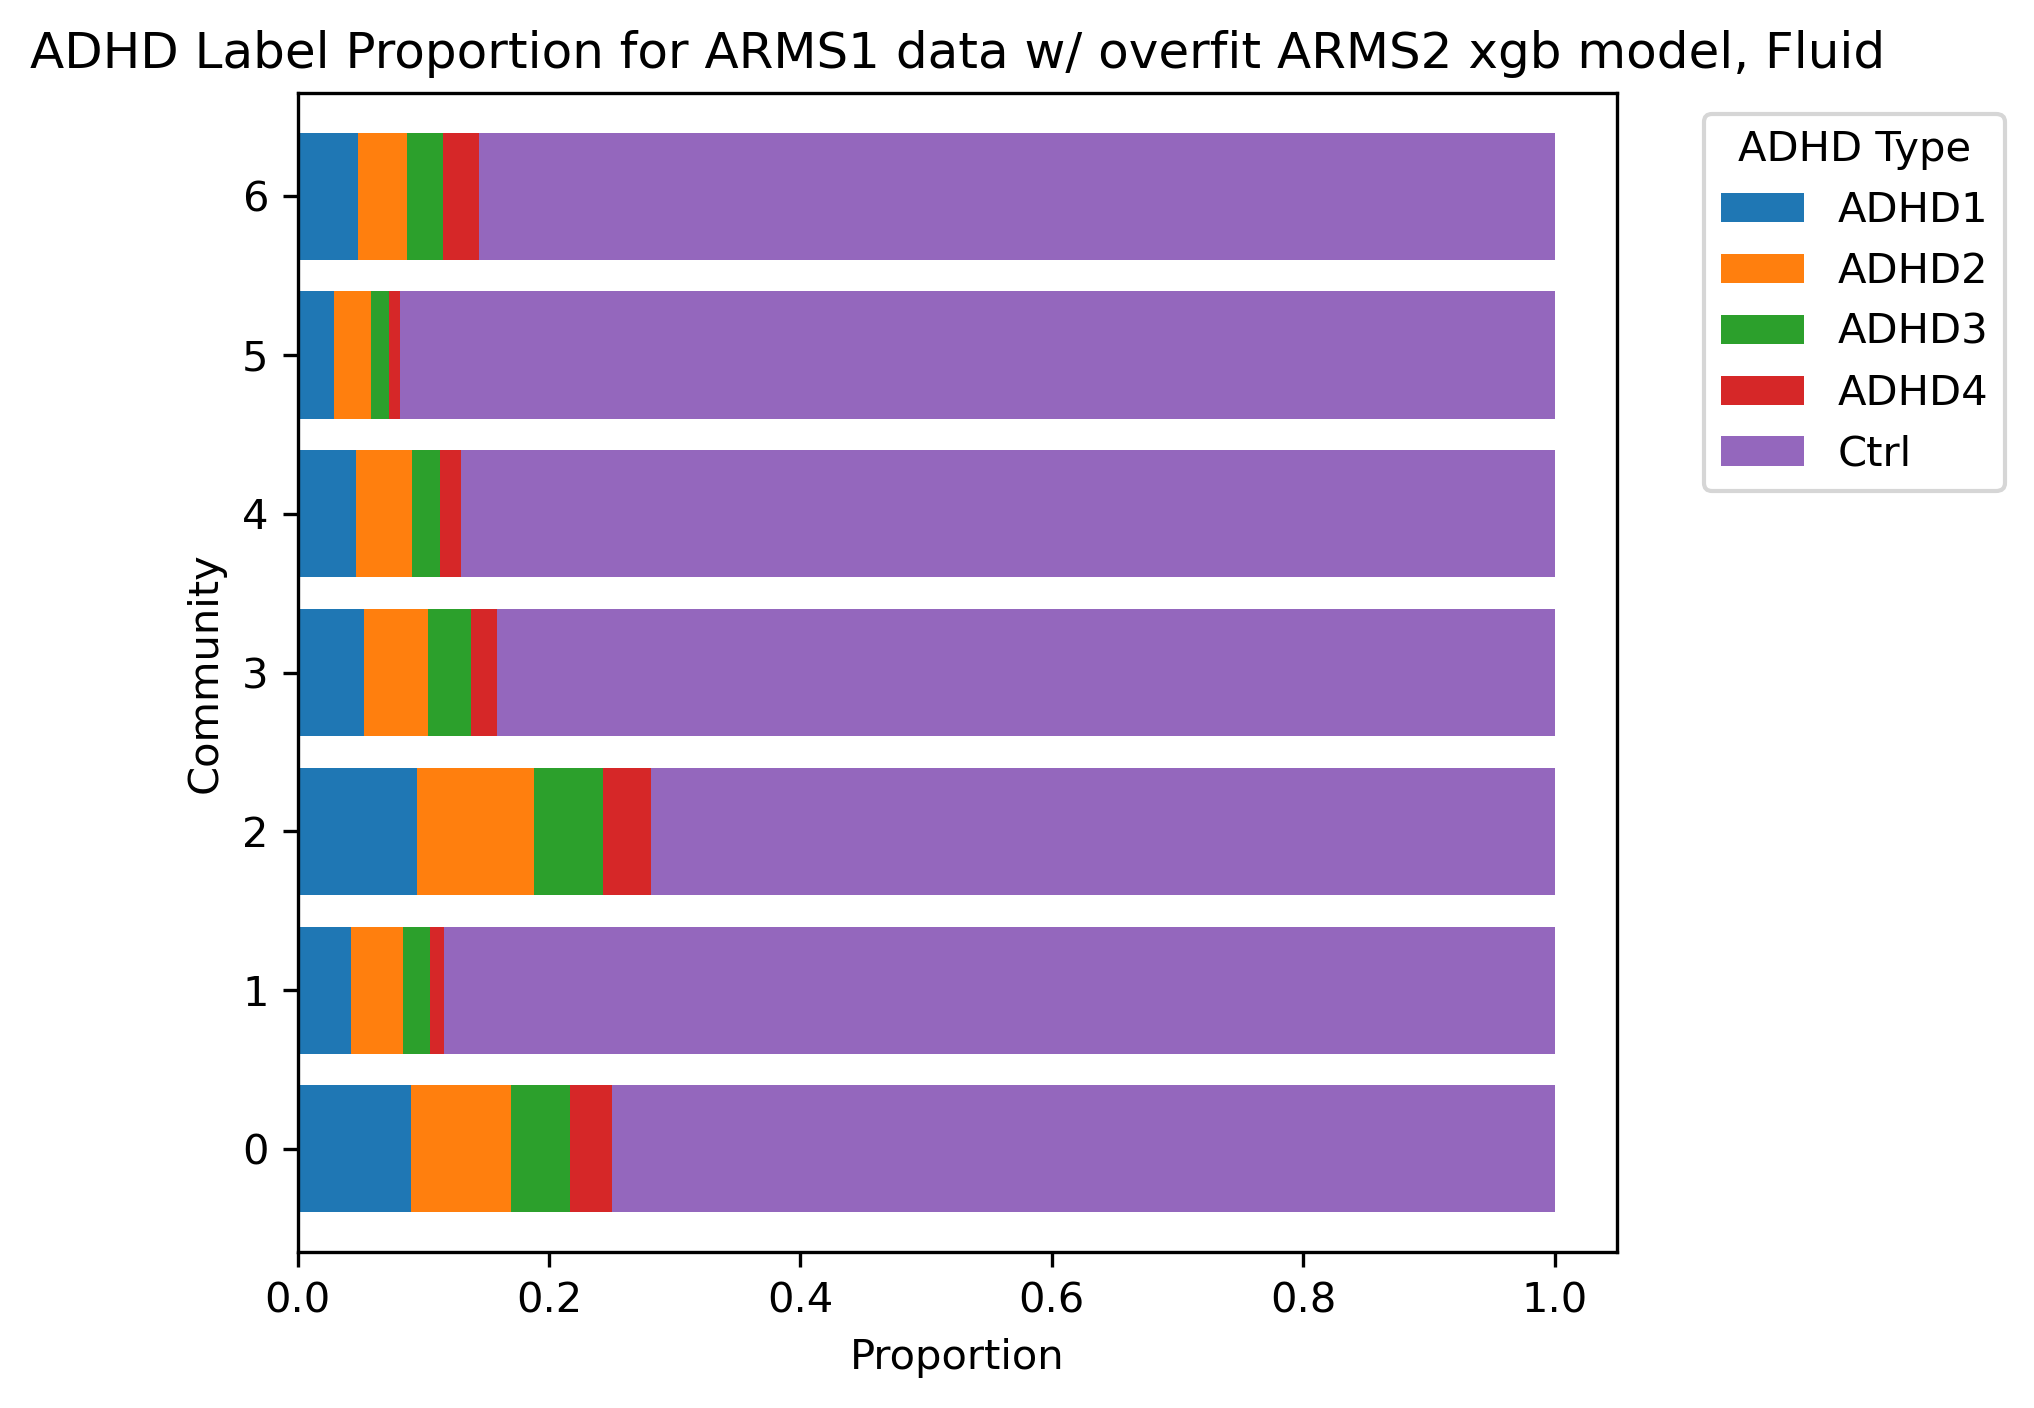 ADHD Label Proportion for ARMS1 data w/ overfit ARMS2 xgb model, Fluid
ADHD Type
ADHD1
ADHD2
ADHD3
ADHD4
Ctrl
Community
6
5
4
3
2
1
0
0.0 0.2 0.4 0.6 0.8 1.0
Proportion